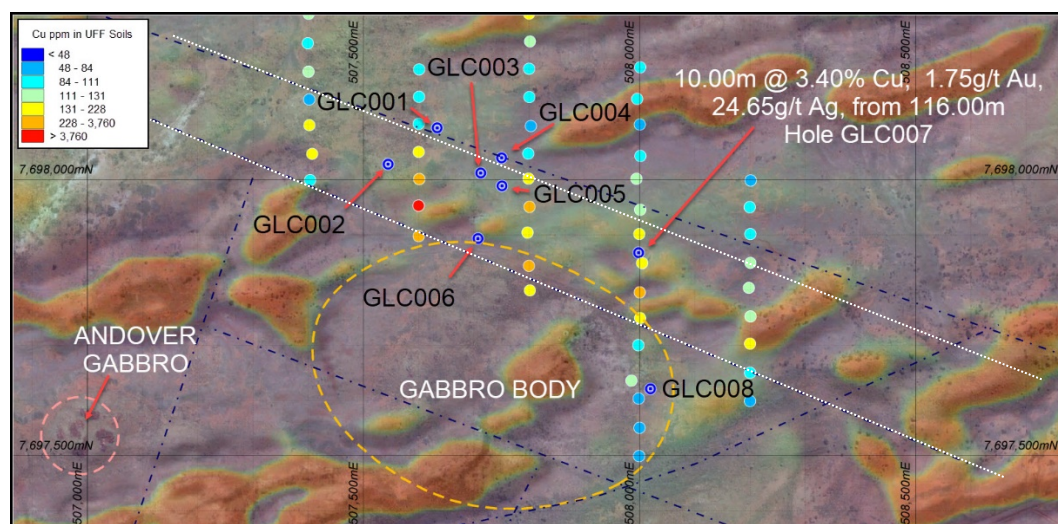 Cu ppm in UFF Soils
< 48
48 - 84
84 - 111
111 - 131
131 - 228
228 - 3,760
> 3,760
507,500mE
508,000mE
GLC003
GLC001
GLC004
10.00m @ 3.40% Cu, 1.75g/t Au,
24.65g/t Ag, from 116.00m
Hole GLC007
7,698,000mN
7,698,000mN
GLC005
GLC002
GLC006
ANDOVER
GABBRO
GABBRO BODY
GLC008
7,697,500mN
7,697,500mN
507,000mE
507,500mE
508,000mE
508,500mE